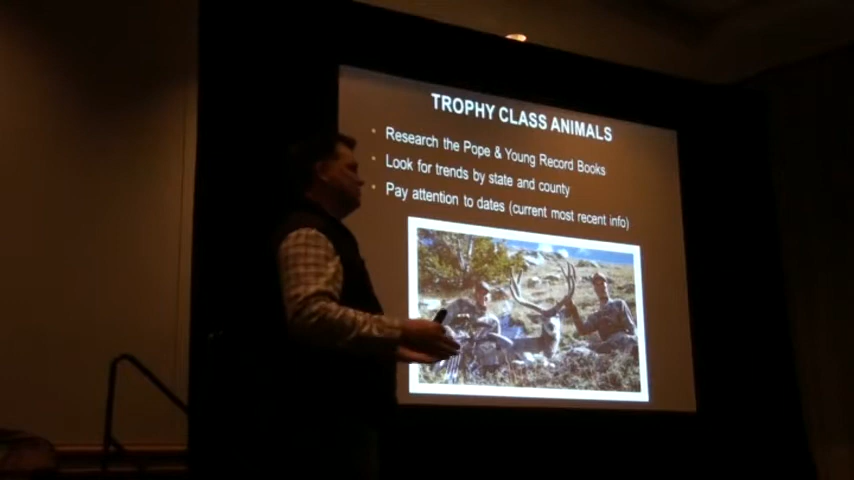 TROPHY CLASS ANIMALS
• Research the Pope & Young Record Books
• Look for trends by state and county
• Pay attention to dates (current most recent info)